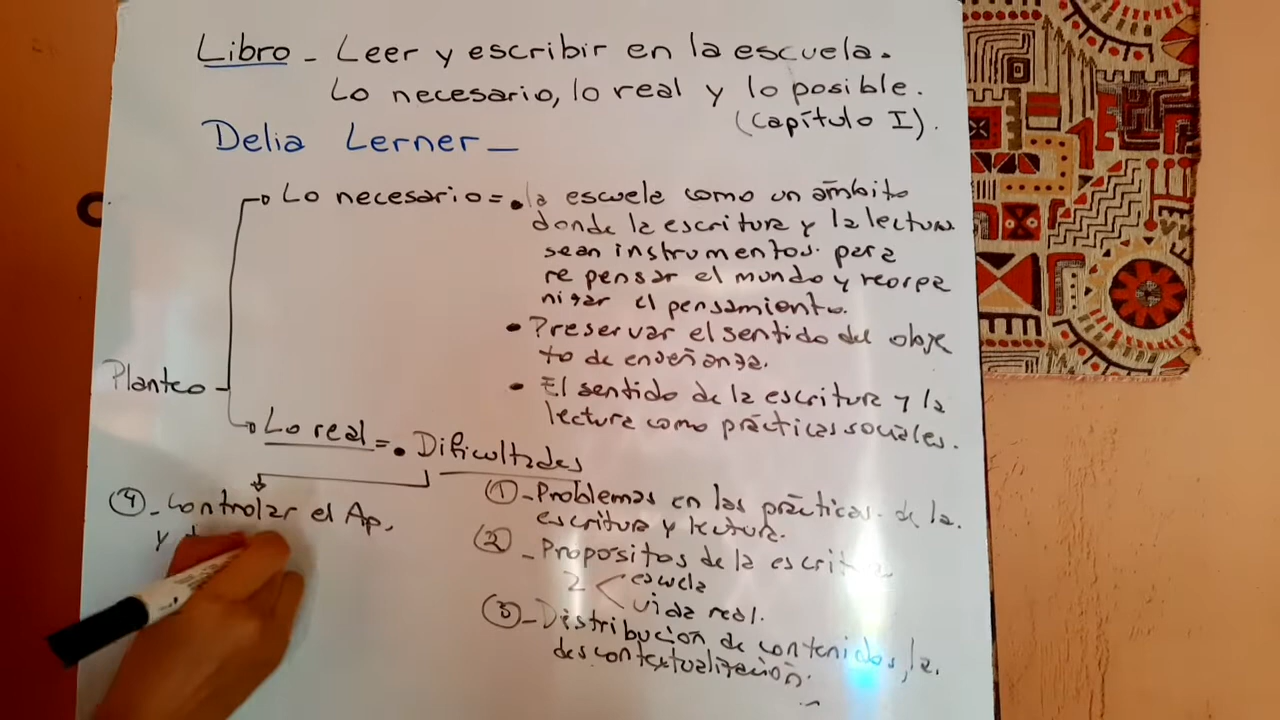 Libro - Leer y escribir en la escuela.
Lo necesario, lo real y lo posible.
(Capítulo I).
Delia Lerner -
Planteo
Lo necesario = • la escuela como un ámbito
donde la escritura y la lectura
sean instrumentos para
repensar el mundo y reorga
nizar el pensamiento.
• Preservar el sentido del obje
to de enseñanza.
• El sentido de la escritura y la
lectura como prácticas sociales.
Lo real = • Dificultades
① - Problemas en las prácticas de la
escritura y lectura.
② - Propositos de la escritura
2 < escuela
vida real.
③ - Distribución de contenidos, la
descontextualización.
④ - Controlar el Ap.
y